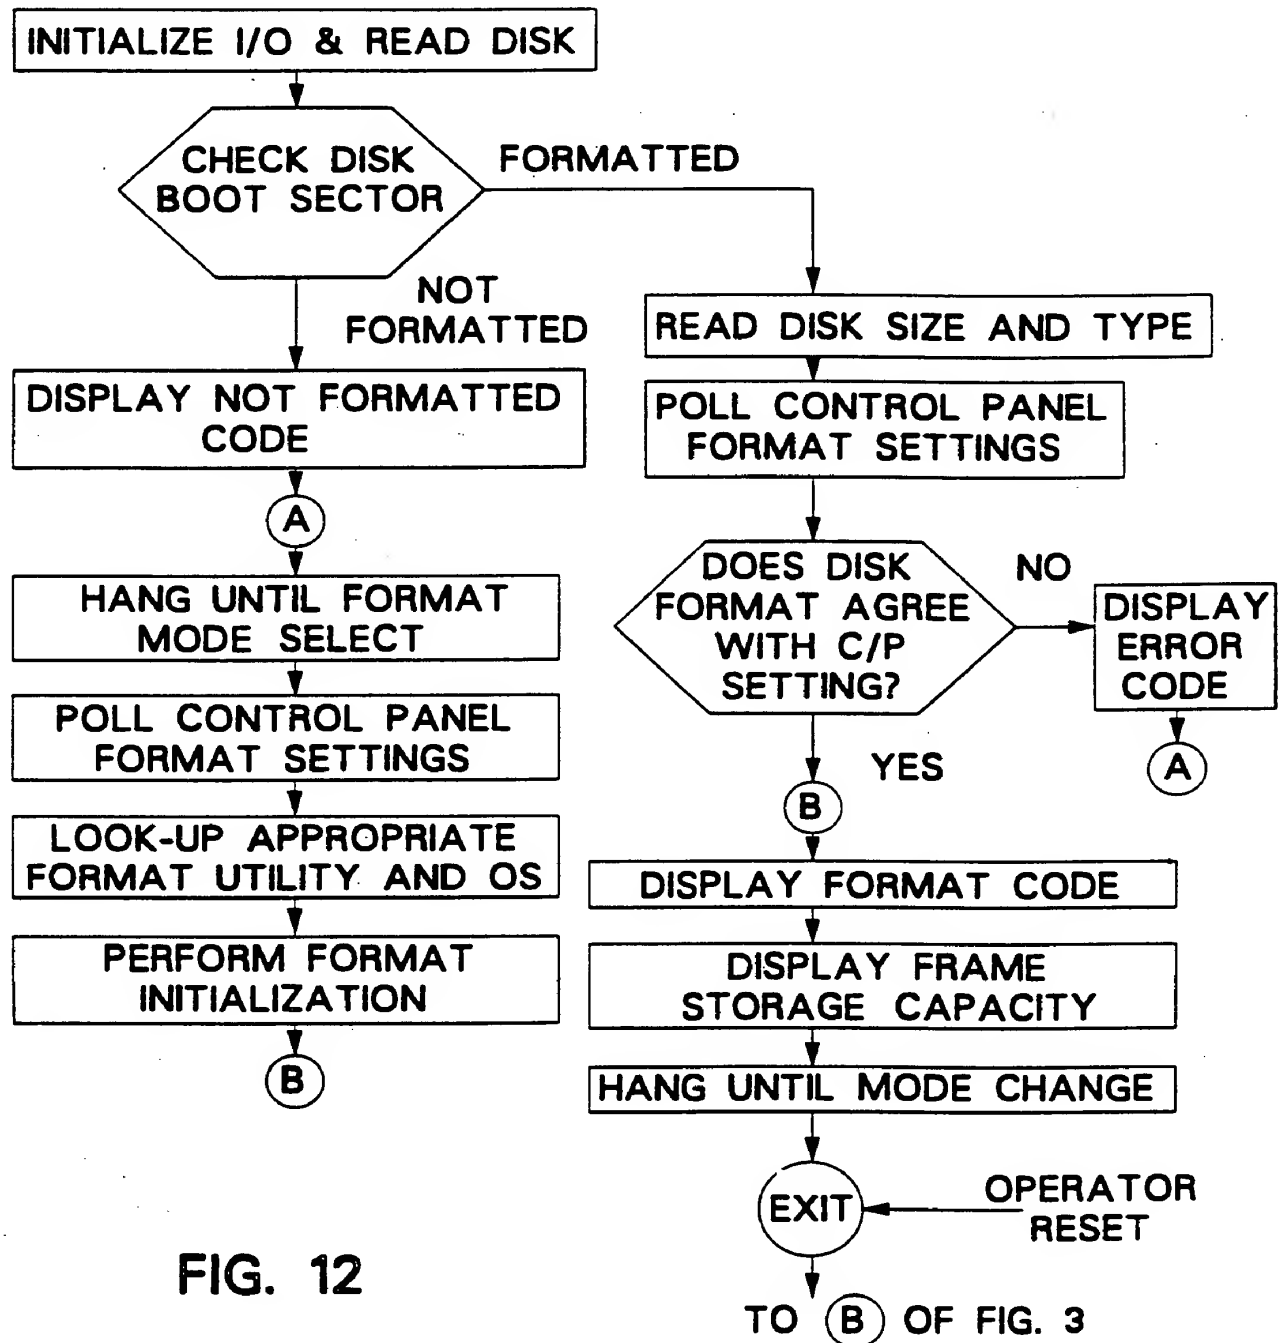 INITIALIZE I/O & READ DISK
CHECK DISK
BOOT SECTOR
FORMATTED
NOT
FORMATTED
DISPLAY NOT FORMATTED
CODE
A
HANG UNTIL FORMAT
MODE SELECT
POLL CONTROL PANEL
FORMAT SETTINGS
LOOK-UP APPROPRIATE
FORMAT UTILITY AND OS
PERFORM FORMAT
INITIALIZATION
B
READ DISK SIZE AND TYPE
POLL CONTROL PANEL
FORMAT SETTINGS
DOES DISK
FORMAT AGREE
WITH C/P
SETTING?
NO
DISPLAY
ERROR
CODE
A
YES
B
DISPLAY FORMAT CODE
DISPLAY FRAME
STORAGE CAPACITY
HANG UNTIL MODE CHANGE
EXIT
OPERATOR
RESET
TO B OF FIG. 3
FIG. 12